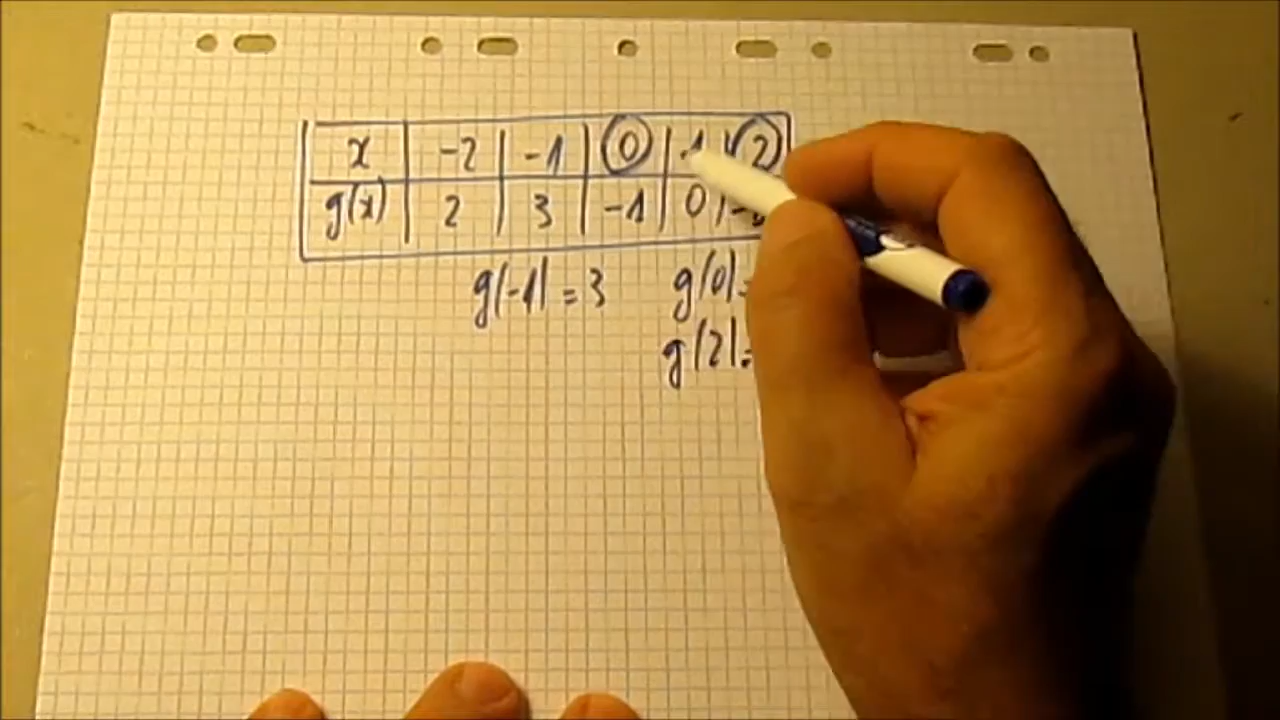 x -2 -1 0 1 2
g(x) 2 3 -1 0
g(-1) = 3 g(0) =
g(2) =